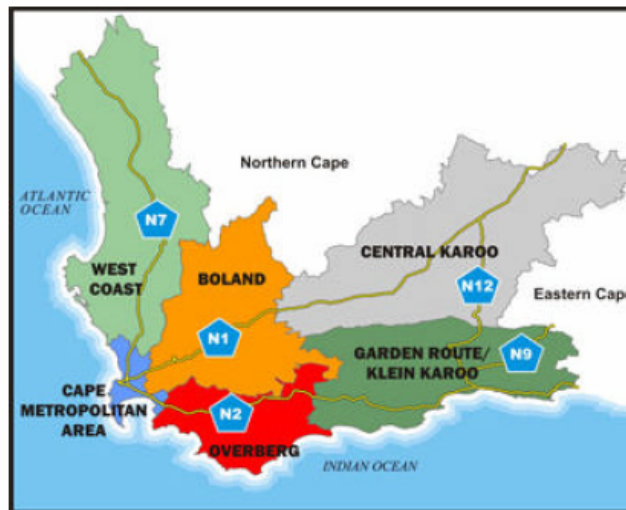 Northern Cape
ATLANTIC
OCEAN
N7
CENTRAL KAROO
WEST
COAST
BOLAND
N12
Eastern Cape
N1
GARDEN ROUTE/
KLEIN KAROO
N9
CAPE
METROPOLITAN
AREA
N2
OVERBERG
INDIAN OCEAN